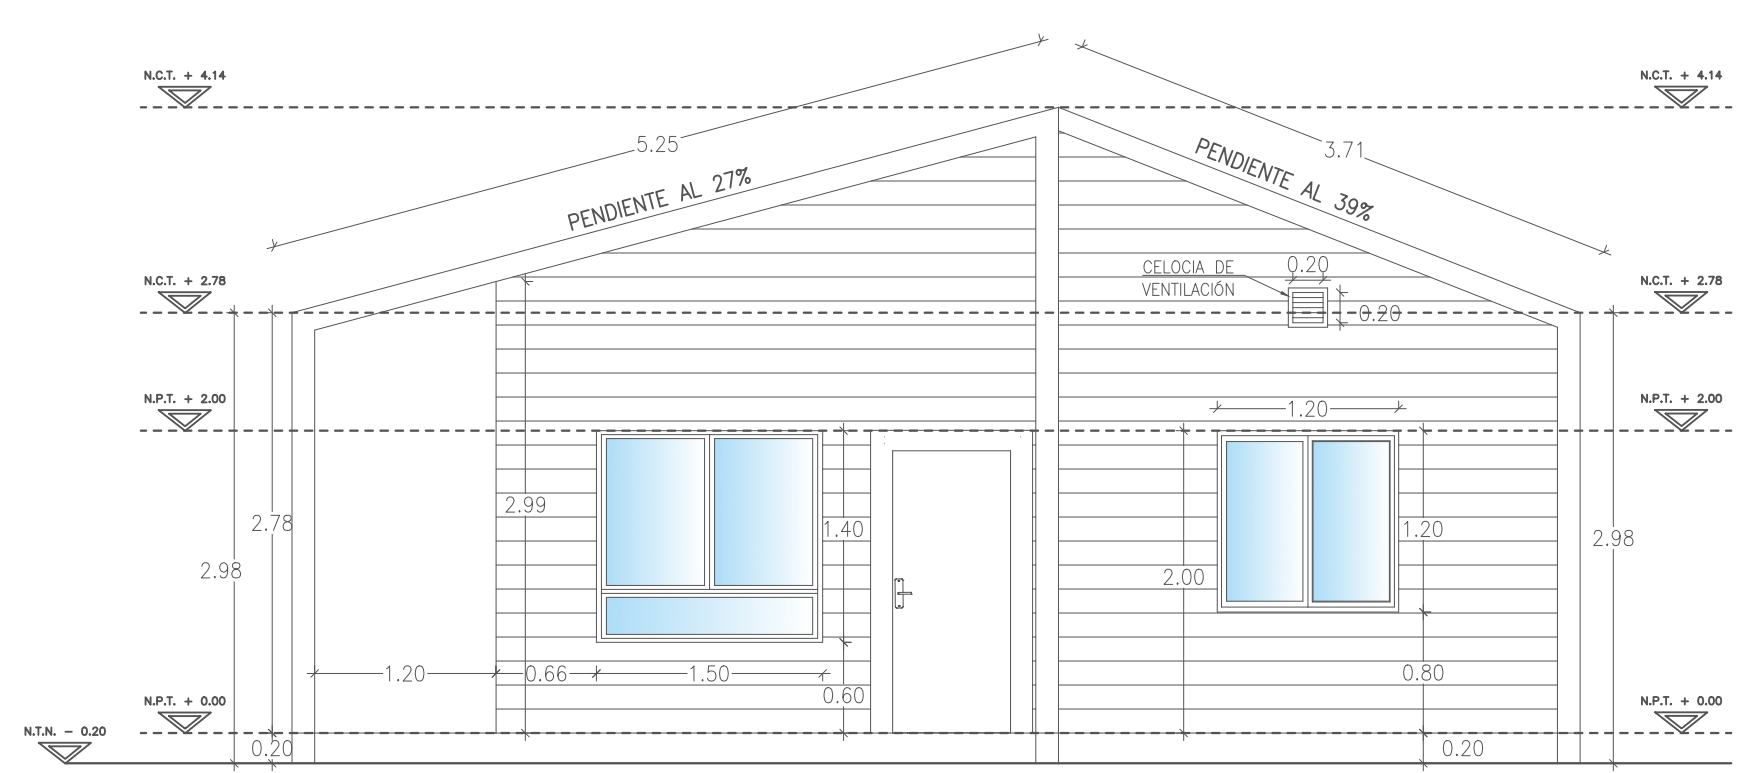 N.C.T. + 4.14
N.C.T. + 4.14
5.25
3.71
PENDIENTE AL 27%
PENDIENTE AL 39%
N.C.T. + 2.78
CELOCIA DE
VENTILACIÓN
0.20
0.20
N.C.T. + 2.78
N.P.T. + 2.00
1.20
N.P.T. + 2.00
2.98
2.78
2.99
1.40
2.00
1.20
2.98
1.20
0.66
1.50
0.60
0.80
N.P.T. + 0.00
N.P.T. + 0.00
N.T.N. - 0.20
0.20
0.20